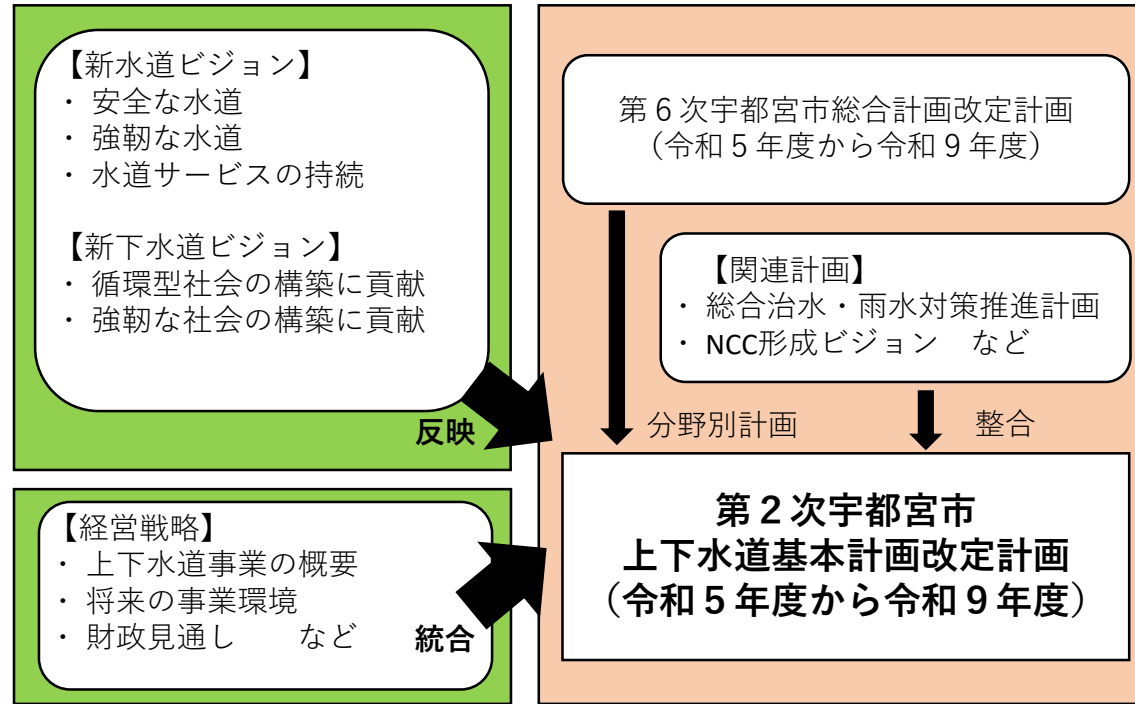 【新水道ビジョン】
・ 安全な水道
・ 強靭な水道
・ 水道サービスの持続
【新下水道ビジョン】
・ 循環型社会の構築に貢献
・ 強靭な社会の構築に貢献
反映
【経営戦略】
・ 上下水道事業の概要
・ 将来の事業環境
・ 財政見通し　　など
統合
第６次宇都宮市総合計画改定計画
（令和５年度から令和９年度）
【関連計画】
・ 総合治水・雨水対策推進計画
・ NCC形成ビジョン　など
分野別計画
整合
第２次宇都宮市
上下水道基本計画改定計画
（令和５年度から令和９年度）